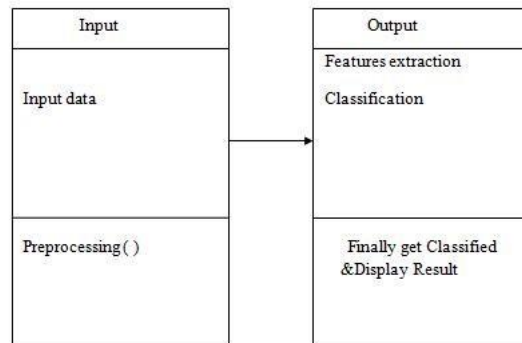 Input
Input data
Preprocessing( )
Output
Features extraction
Classification
Finally get Classified
&Display Result